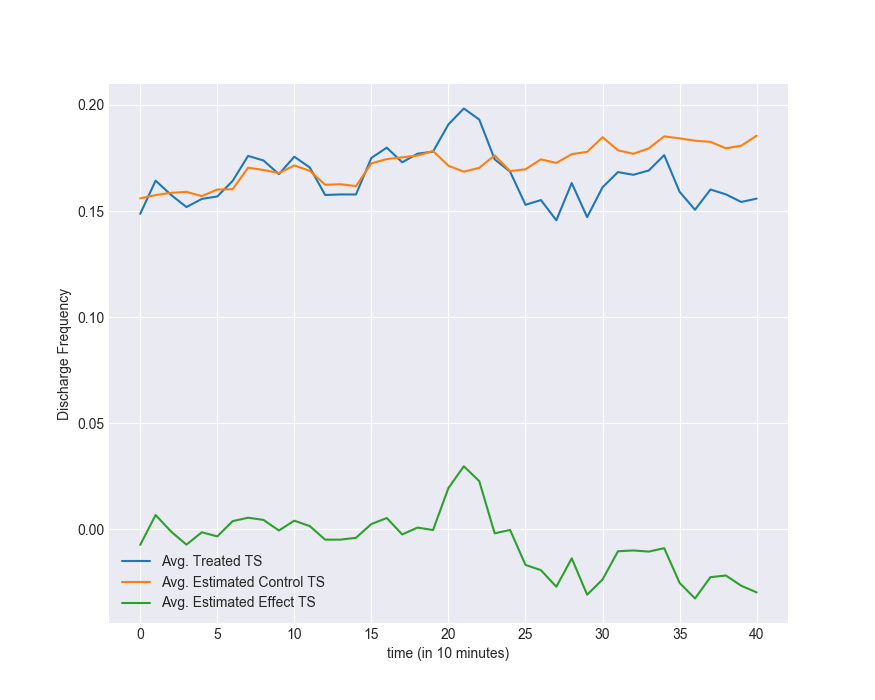 0.20
0.15
0.10
0.05
0.00
Discharge Frequency
Avg. Treated TS
Avg. Estimated Control TS
Avg. Estimated Effect TS
0 5 10 15 20 25 30 35 40
time (in 10 minutes)